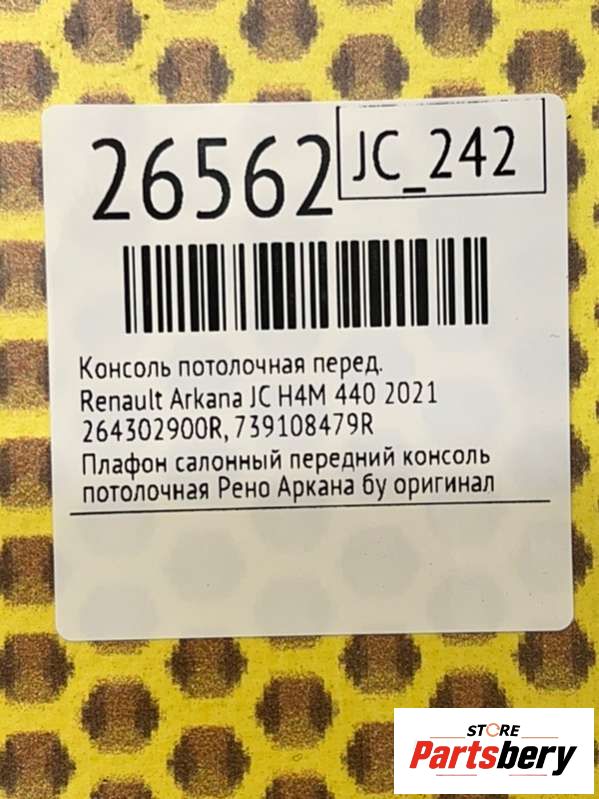 26562
JC_242
Консоль потолочная перед.
Renault Arkana JC H4M 440 2021
264302900R, 739108479R
Плафон салонный передний консоль
потолочная Рено Аркана бу оригинал
STORE
Partsbery